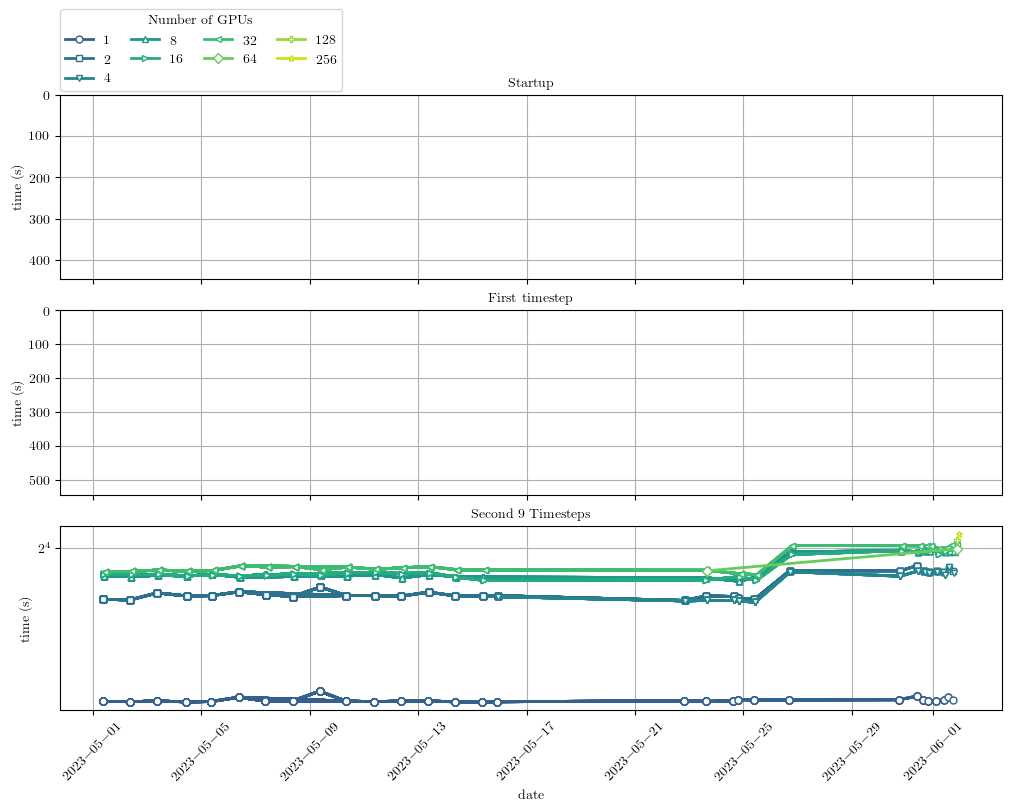 Number of GPUs
1 8 32 128
2 16 64 256
4
Startup
0
100
200
300
400
time (s)
First timestep
0
100
200
300
400
500
time (s)
Second 9 Timesteps
2^4
time (s)
2023−05−01 2023−05−05 2023−05−09 2023−05−13 2023−05−17 2023−05−21 2023−05−25 2023−05−29 2023−06−01
date